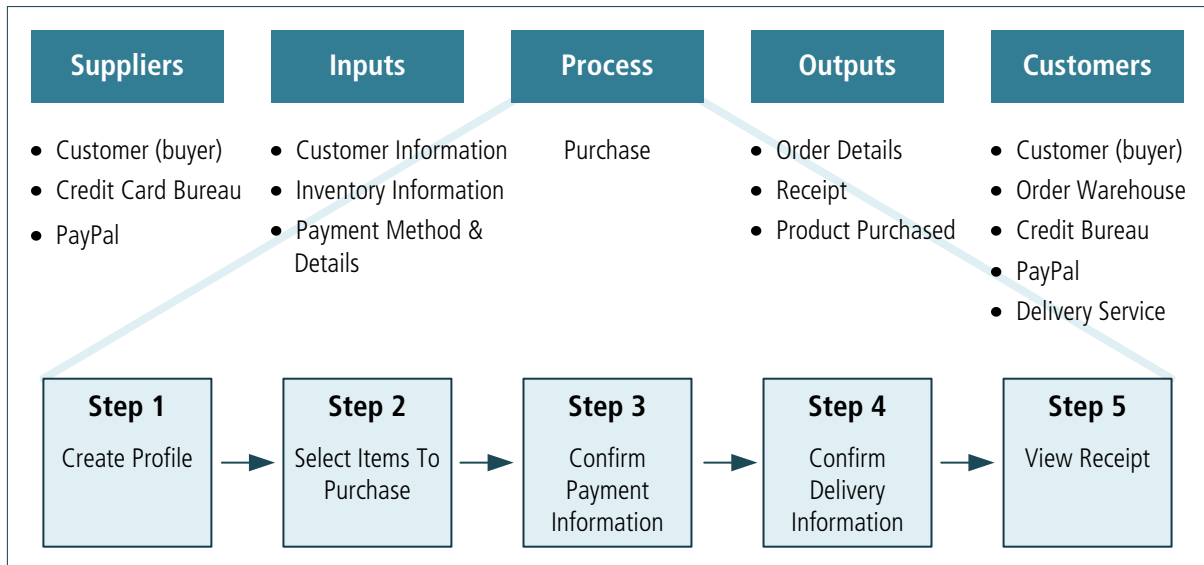 Suppliers
Inputs
Process
Outputs
Customers
• Customer (buyer)
• Credit Card Bureau
• PayPal
• Customer Information
• Inventory Information
• Payment Method &
Details
Purchase
• Order Details
• Receipt
• Product Purchased
• Customer (buyer)
• Order Warehouse
• Credit Bureau
• PayPal
• Delivery Service
Step 1
Create Profile
Step 2
Select Items To
Purchase
Step 3
Confirm
Payment
Information
Step 4
Confirm
Delivery
Information
Step 5
View Receipt